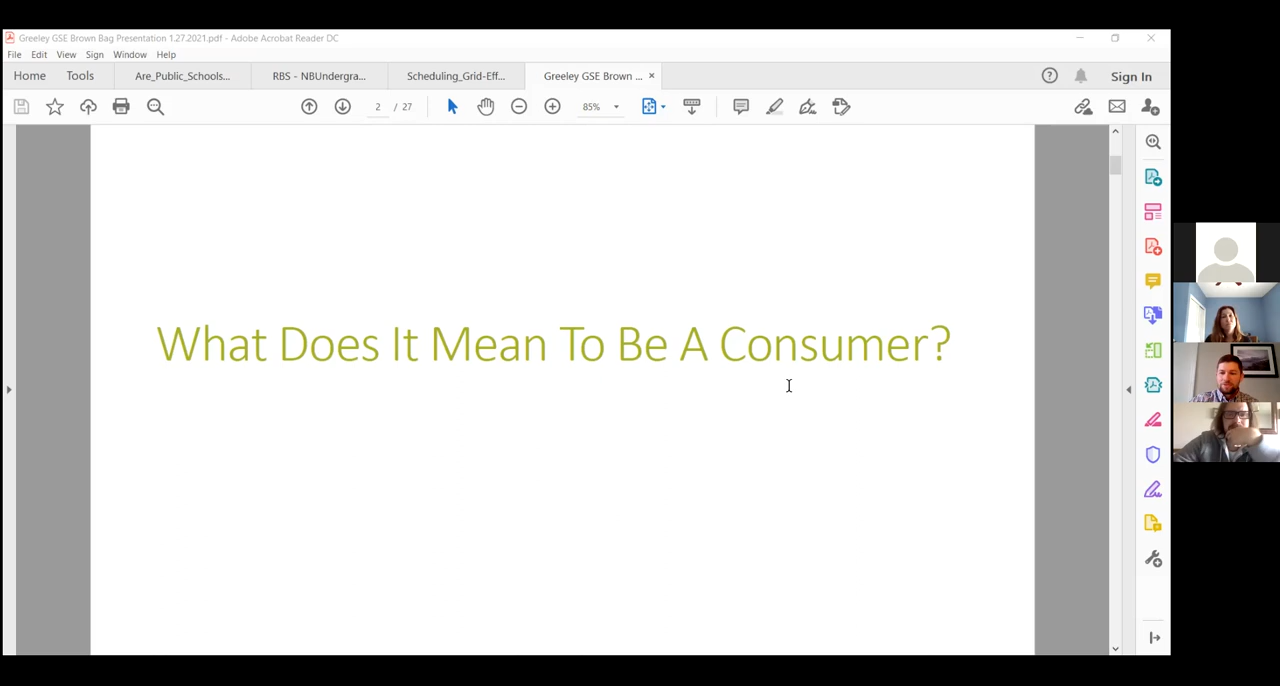 Greeley GSE Brown Bag Presentation 1.27.2021.pdf - Adobe Acrobat Reader DC
File Edit View Sign Window Help
Home Tools Are_Public_Schools... RBS - NBUndergra... Scheduling_Grid-Eff... Greeley GSE Brown ... × Sign In
2 / 27 85%
What Does It Mean To Be A Consumer?